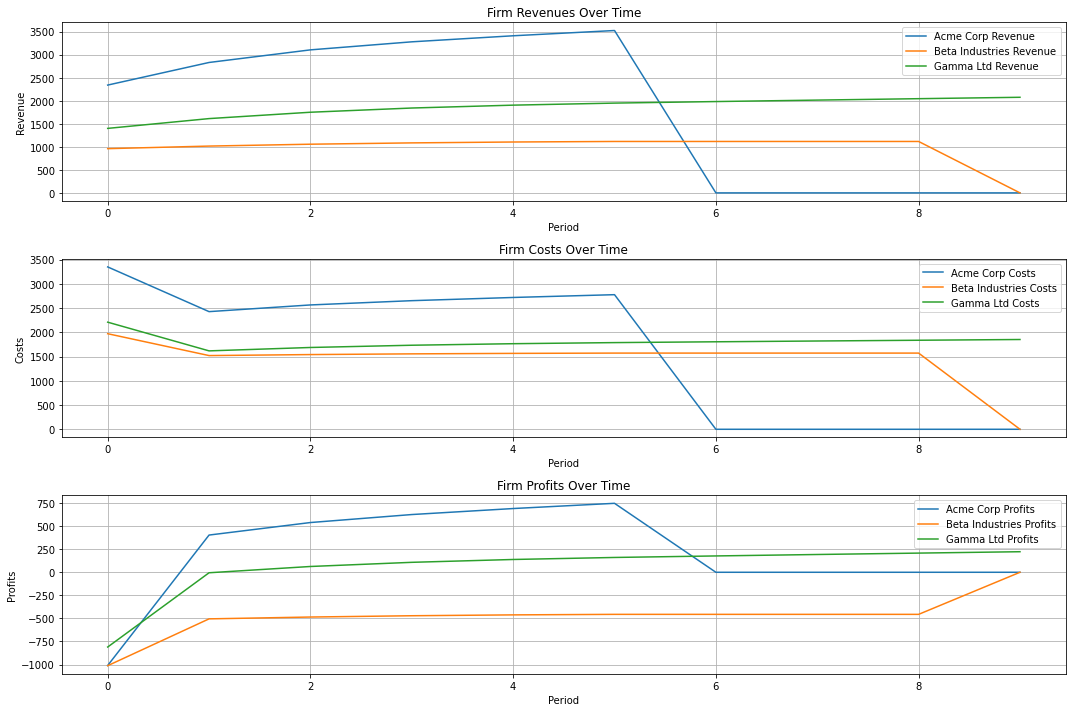 Firm Revenues Over Time
3500
3000
2500
2000
1500
1000
500
0
Revenue
Acme Corp Revenue
Beta Industries Revenue
Gamma Ltd Revenue
0 2 4 6 8
Period
Firm Costs Over Time
3500
3000
2500
2000
1500
1000
500
0
Costs
Acme Corp Costs
Beta Industries Costs
Gamma Ltd Costs
0 2 4 6 8
Period
Firm Profits Over Time
750
500
250
0
−250
−500
−750
−1000
Profits
Acme Corp Profits
Beta Industries Profits
Gamma Ltd Profits
0 2 4 6 8
Period